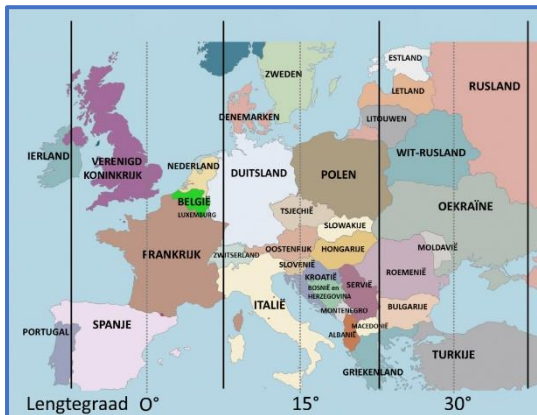 ESTLAND
ZWEDEN
RUSLAND
LETLAND
DENEMARKEN
LITOUWEN
IERLAND
VERENIGD
KONINKRIJK
NEDERLAND
WIT-RUSLAND
DUITSLAND
POLEN
BELGIË
LUXEMBURG
TSJECHIË
OEKRAÏNE
SLOWAKIJE
FRANKRIJK
ZWITSERLAND
OOSTENRIJK
HONGARIJE
MOLDAVIË
SLOVENIË
ROEMENIË
KROATIË
BOSNIË en
HERZEGOVINA
SERVIË
ITALIË
MONTENEGRO
BULGARIJE
PORTUGAL
SPANJE
MACEDONIË
ALBANIË
TURKIJE
GRIEKENLAND
Lengtegraad 0° 15° 30°